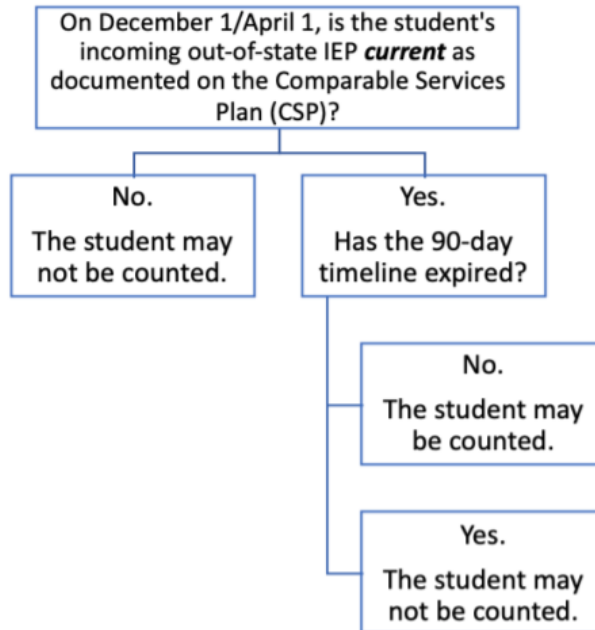 On December 1/April 1, is the student's
incoming out-of-state IEP current as
documented on the Comparable Services
Plan (CSP)?
No.
The student may
not be counted.
Yes.
Has the 90-day
timeline expired?
No.
The student may
be counted.
Yes.
The student may
not be counted.